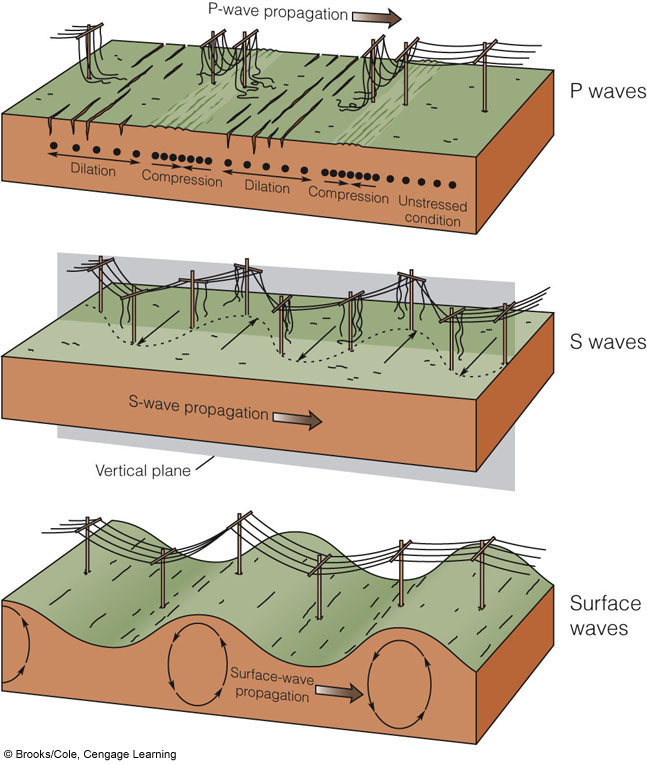 P-wave propagation
P waves
Dilation
Compression
Dilation
Compression
Unstressed
condition
S waves
S-wave propagation
Vertical plane
Surface
waves
Surface-wave
propagation
© Brooks/Cole, Cengage Learning